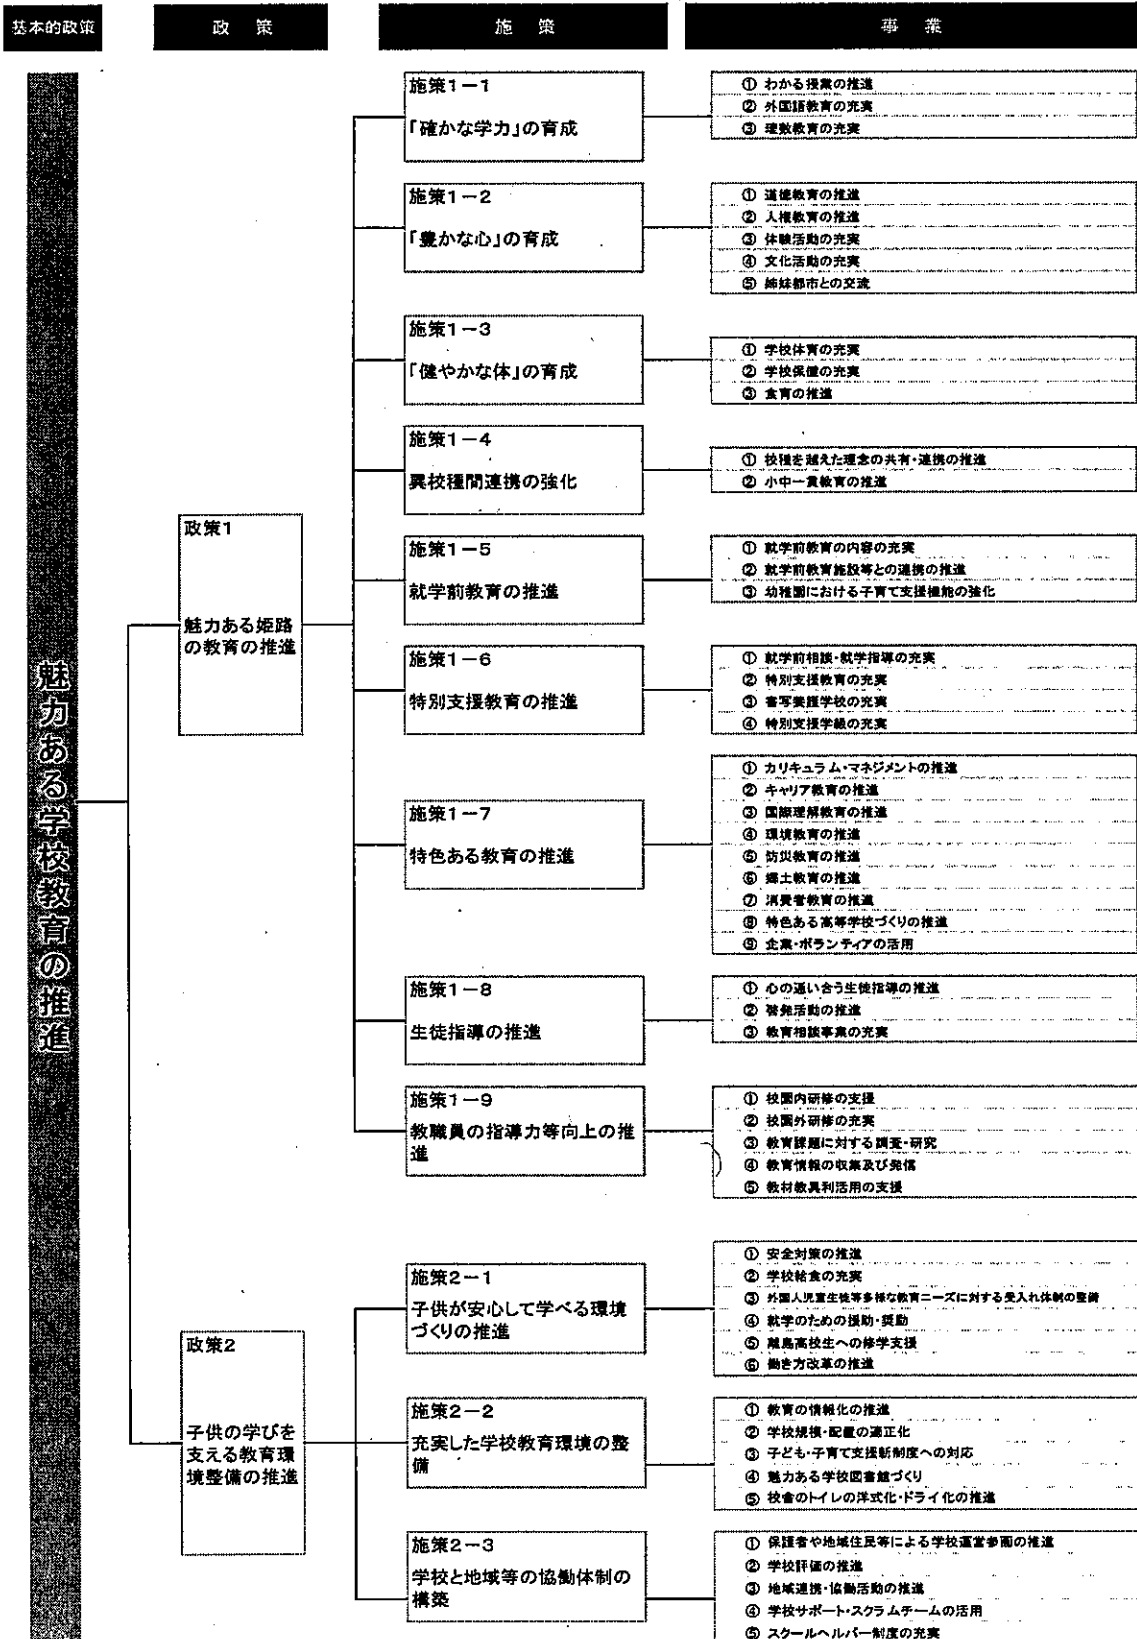 基本的政策
政　策
施　策
事　業
魅力ある学校教育の推進
政策1
魅力ある姫路
の教育の推進
施策1－1
「確かな学力」の育成
① わかる授業の推進
② 外国語教育の充実
③ 理数教育の充実
施策1－2
「豊かな心」の育成
① 道徳教育の推進
② 人権教育の推進
③ 体験活動の充実
④ 文化活動の充実
⑤ 姉妹都市との交流
施策1－3
「健やかな体」の育成
① 学校体育の充実
② 学校保健の充実
③ 食育の推進
施策1－4
異校種間連携の強化
① 校種を越えた理念の共有・連携の推進
② 小中一貫教育の推進
施策1－5
就学前教育の推進
① 就学前教育の内容の充実
② 就学前教育施設等との連携の推進
③ 幼稚園における子育て支援機能の強化
施策1－6
特別支援教育の推進
① 就学前相談・就学指導の充実
② 特別支援教育の充実
③ 書写養護学校の充実
④ 特別支援学級の充実
施策1－7
特色ある教育の推進
① カリキュラム・マネジメントの推進
② キャリア教育の推進
③ 国際理解教育の推進
④ 環境教育の推進
⑤ 防災教育の推進
⑥ 郷土教育の推進
⑦ 消費者教育の推進
⑧ 特色ある高等学校づくりの推進
⑨ 企業・ボランティアの活用
施策1－8
生徒指導の推進
① 心の通い合う生徒指導の推進
② 啓発活動の推進
③ 教育相談事業の充実
施策1－9
教職員の指導力等向上の推
進
① 校園内研修の支援
② 校園外研修の充実
③ 教育課題に対する調査・研究
④ 教育情報の収集及び発信
⑤ 教材教具利活用の支援
政策2
子供の学びを
支える教育環
境整備の推進
施策2－1
子供が安心して学べる環境
づくりの推進
① 安全対策の推進
② 学校給食の充実
③ 外国人児童生徒等多様な教育ニーズに対する受入れ体制の整備
④ 就学のための援助・奨励
⑤ 離島高校生への修学支援
⑥ 働き方改革の推進
施策2－2
充実した学校教育環境の整
備
① 教育の情報化の推進
② 学校規模・配置の適正化
③ 子ども・子育て支援新制度への対応
④ 魅力ある学校図書館づくり
⑤ 校舎のトイレの洋式化・ドライ化の推進
施策2－3
学校と地域等の協働体制の
構築
① 保護者や地域住民等による学校運営参画の推進
② 学校評価の推進
③ 地域連携・協働活動の推進
④ 学校サポート・スクラムチームの活用
⑤ スクールヘルパー制度の充実